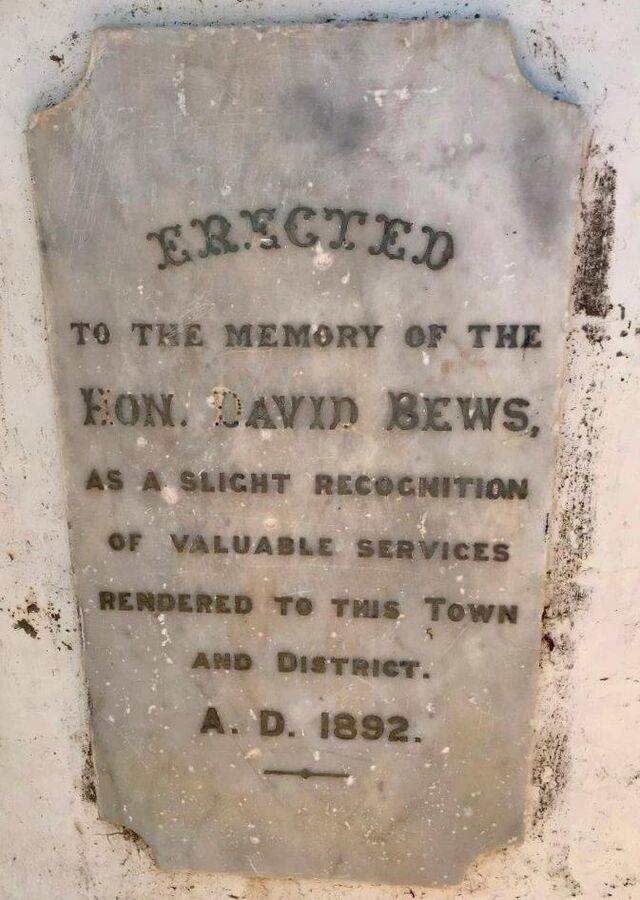 ERECTED
TO THE MEMORY OF THE
HON. DAVID BEWS,
AS A SLIGHT RECOGNITION
OF VALUABLE SERVICES
RENDERED TO THIS TOWN
AND DISTRICT.
A. D. 1892.